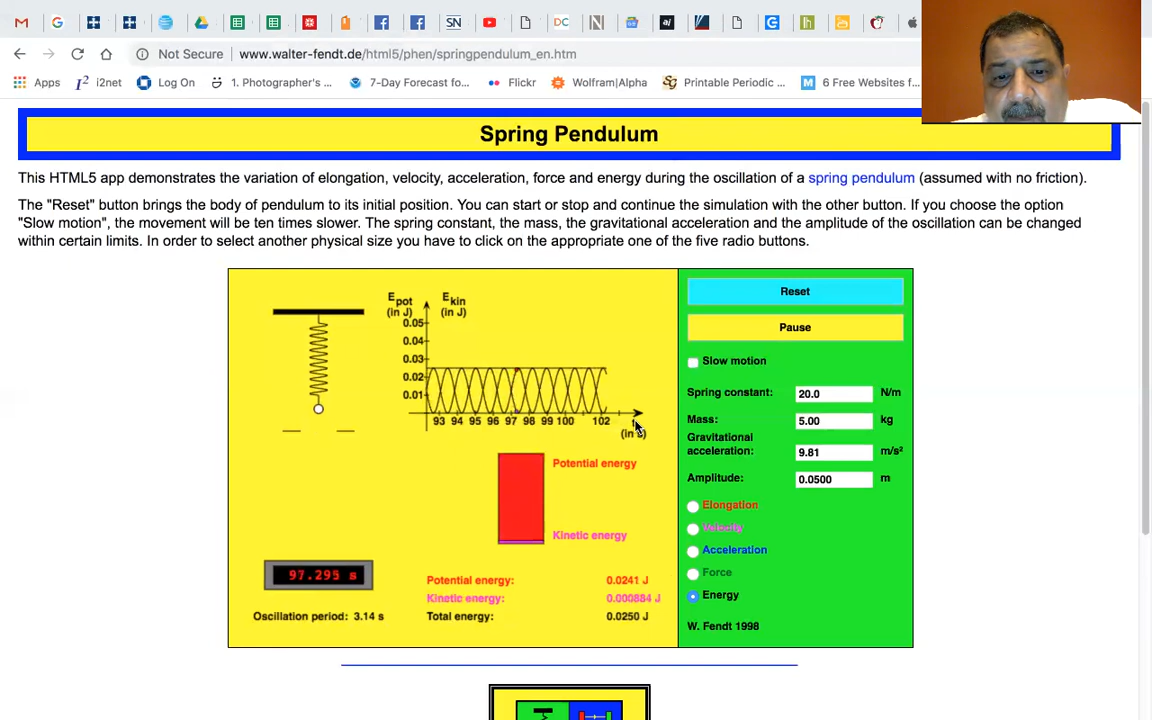 Not Secure
www.walter-fendt.de/html5/phen/springpendulum_en.htm
Apps
i2net
Log On
1. Photographer's ...
7-Day Forecast fo...
Flickr
Wolfram|Alpha
Printable Periodic ...
6 Free Websites f...
Spring Pendulum
This HTML5 app demonstrates the variation of elongation, velocity, acceleration, force and energy during the oscillation of a spring pendulum (assumed with no friction).
The "Reset" button brings the body of pendulum to its initial position. You can start or stop and continue the simulation with the other button. If you choose the option
"Slow motion", the movement will be ten times slower. The spring constant, the mass, the gravitational acceleration and the amplitude of the oscillation can be changed
within certain limits. In order to select another physical size you have to click on the appropriate one of the five radio buttons.
Epot
(in J)
Ekin
(in J)
0.05
0.04
0.03
0.02
0.01
93 94 95 96 97 98 99 100 102
Potential energy
Kinetic energy
97.295 s
Oscillation period: 3.14 s
Potential energy: 0.0241 J
Kinetic energy: 0.000884 J
Total energy: 0.0250 J
Reset
Pause
Slow motion
Spring constant: 20.0 N/m
Mass: 5.00 kg
Gravitational
acceleration: 9.81 m/s²
Amplitude: 0.0500 m
Elongation
Velocity
Acceleration
Force
Energy
W. Fendt 1998